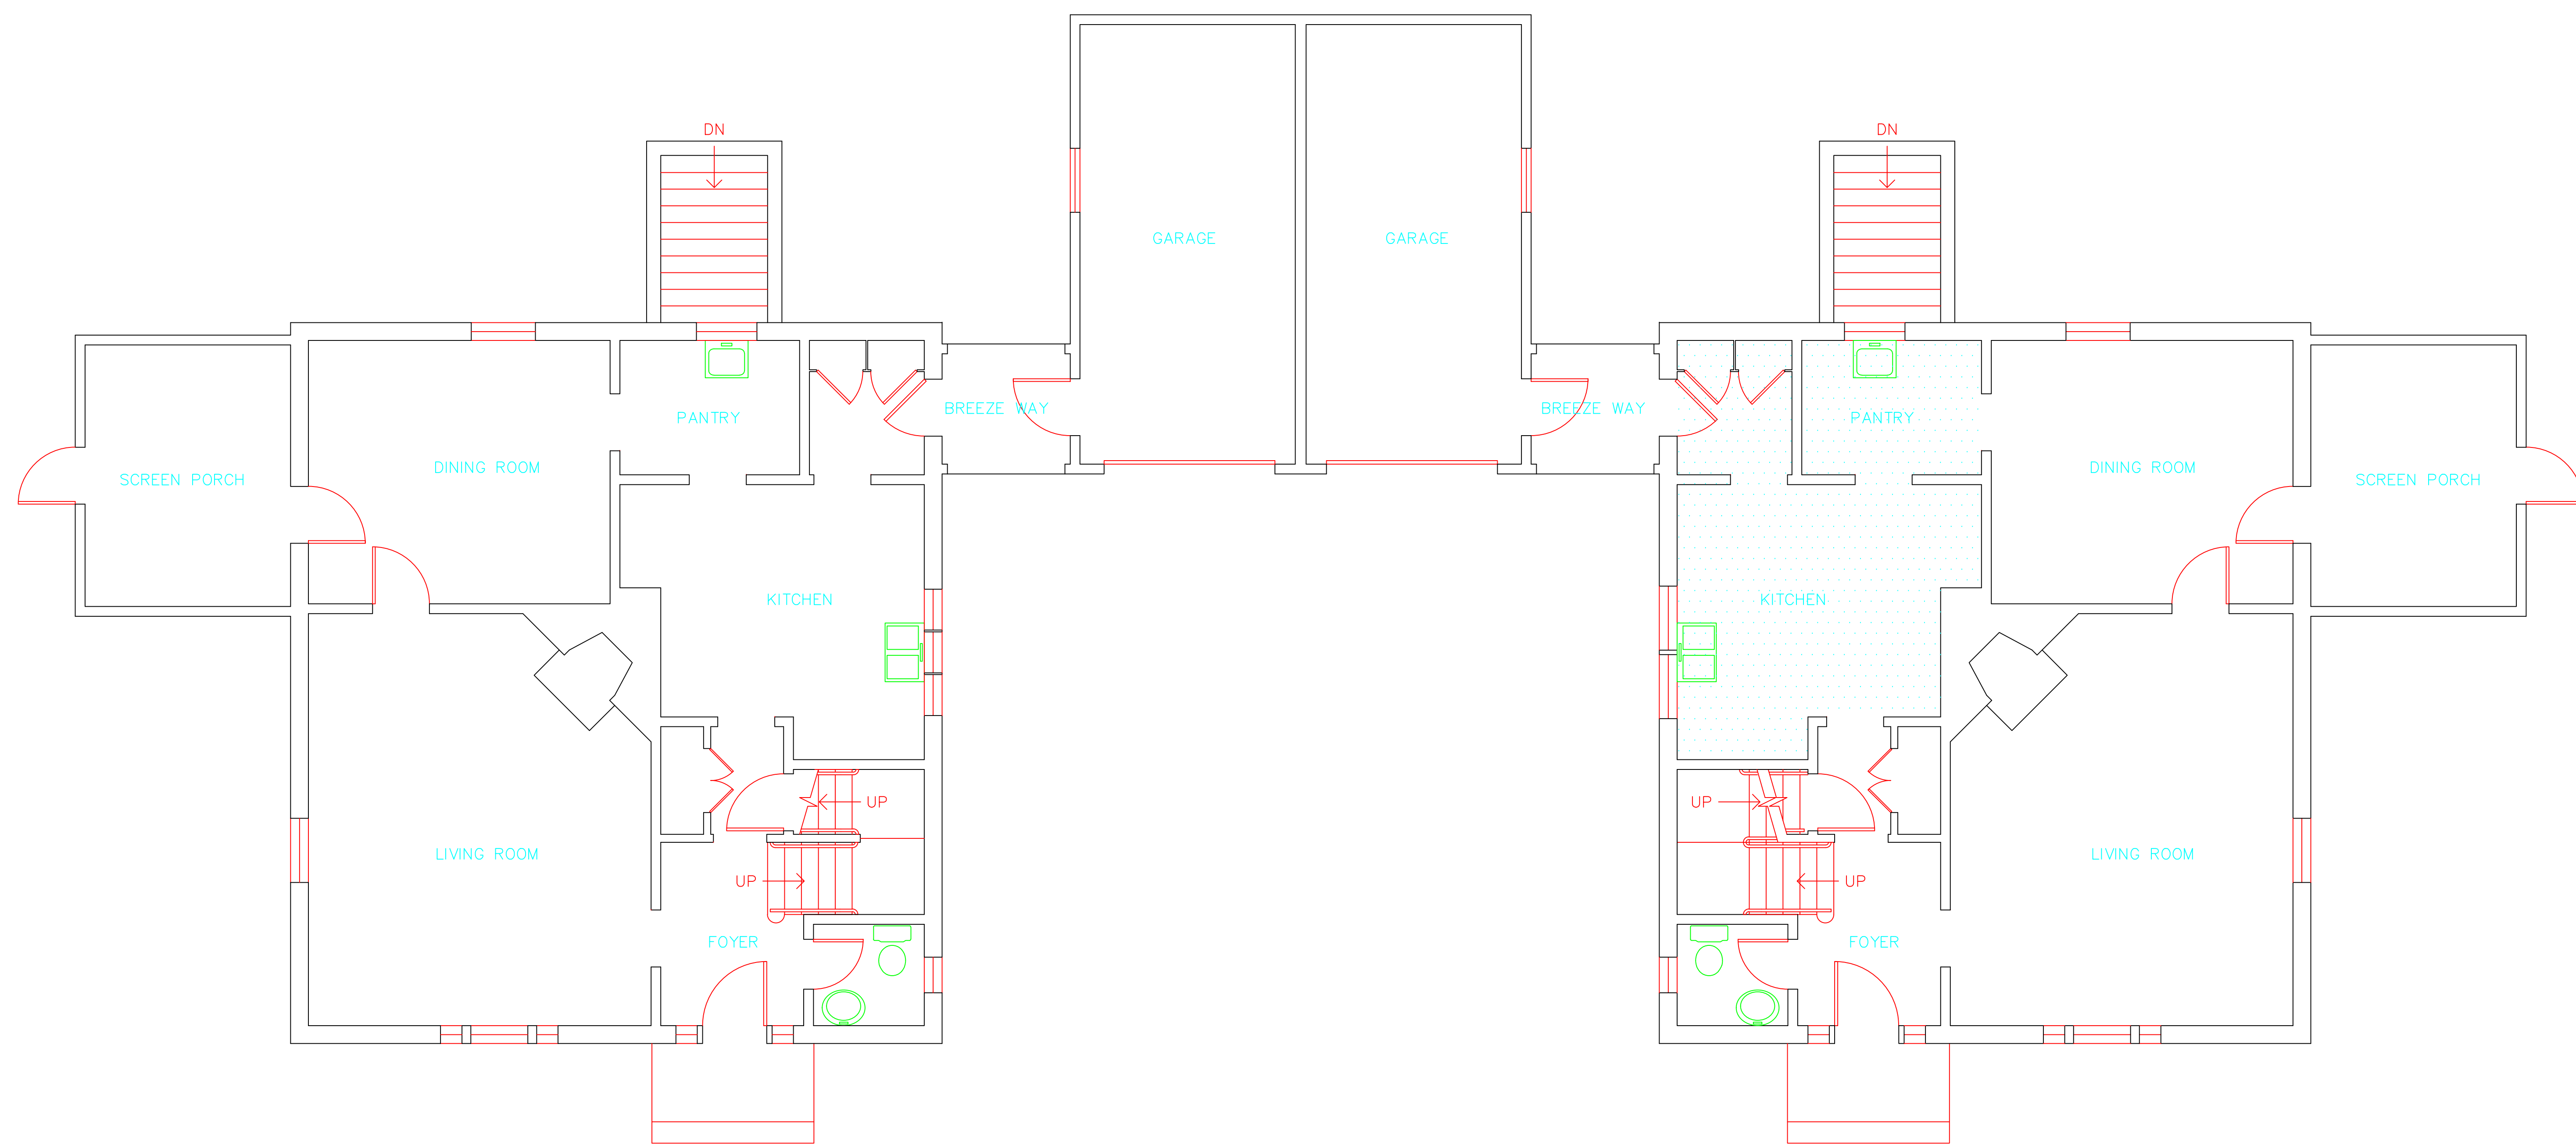 DN
DN
GARAGE
GARAGE
BREEZE WAY
BREEZE WAY
PANTRY
PANTRY
DINING ROOM
DINING ROOM
SCREEN PORCH
SCREEN PORCH
KITCHEN
KITCHEN
UP
UP
LIVING ROOM
LIVING ROOM
UP
UP
FOYER
FOYER